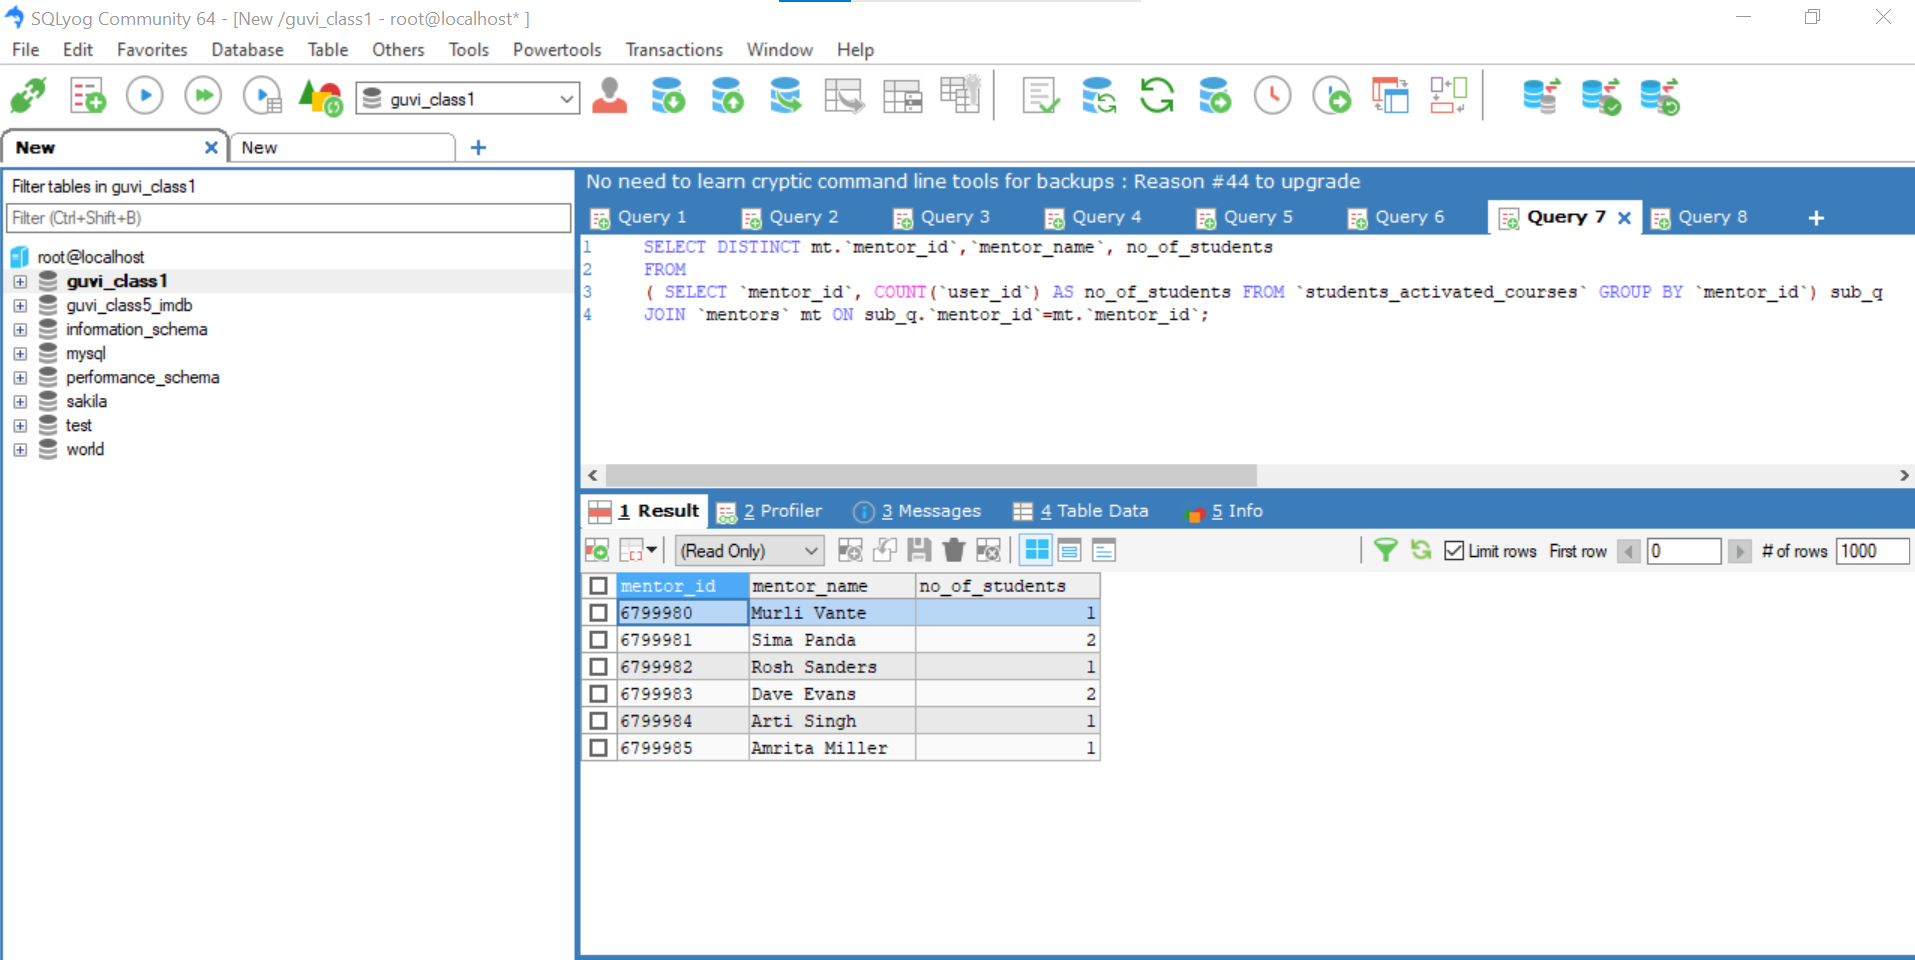 SQLyog Community 64 - [New /guvi_class1 - root@localhost* ]
File Edit Favorites Database Table Others Tools Powertools Transactions Window Help
guvi_class1
New New
Filter tables in guvi_class1
Filter (Ctrl+Shift+B)
root@localhost
guvi_class1
guvi_class5_imdb
information_schema
mysql
performance_schema
sakila
test
world
No need to learn cryptic command line tools for backups : Reason #44 to upgrade
Query 1 Query 2 Query 3 Query 4 Query 5 Query 6 Query 7 Query 8
1 SELECT DISTINCT mt.`mentor_id`,`mentor_name`, no_of_students
2 FROM
3 ( SELECT `mentor_id`, COUNT(`user_id`) AS no_of_students FROM `students_activated_courses` GROUP BY `mentor_id`) sub_q
4 JOIN `mentors` mt ON sub_q.`mentor_id`=mt.`mentor_id`;
1 Result 2 Profiler 3 Messages 4 Table Data 5 Info
(Read Only) Limit rows First row 0 # of rows 1000
mentor_id mentor_name no_of_students
6799980 Murli Vante 1
6799981 Sima Panda 2
6799982 Rosh Sanders 1
6799983 Dave Evans 2
6799984 Arti Singh 1
6799985 Amrita Miller 1